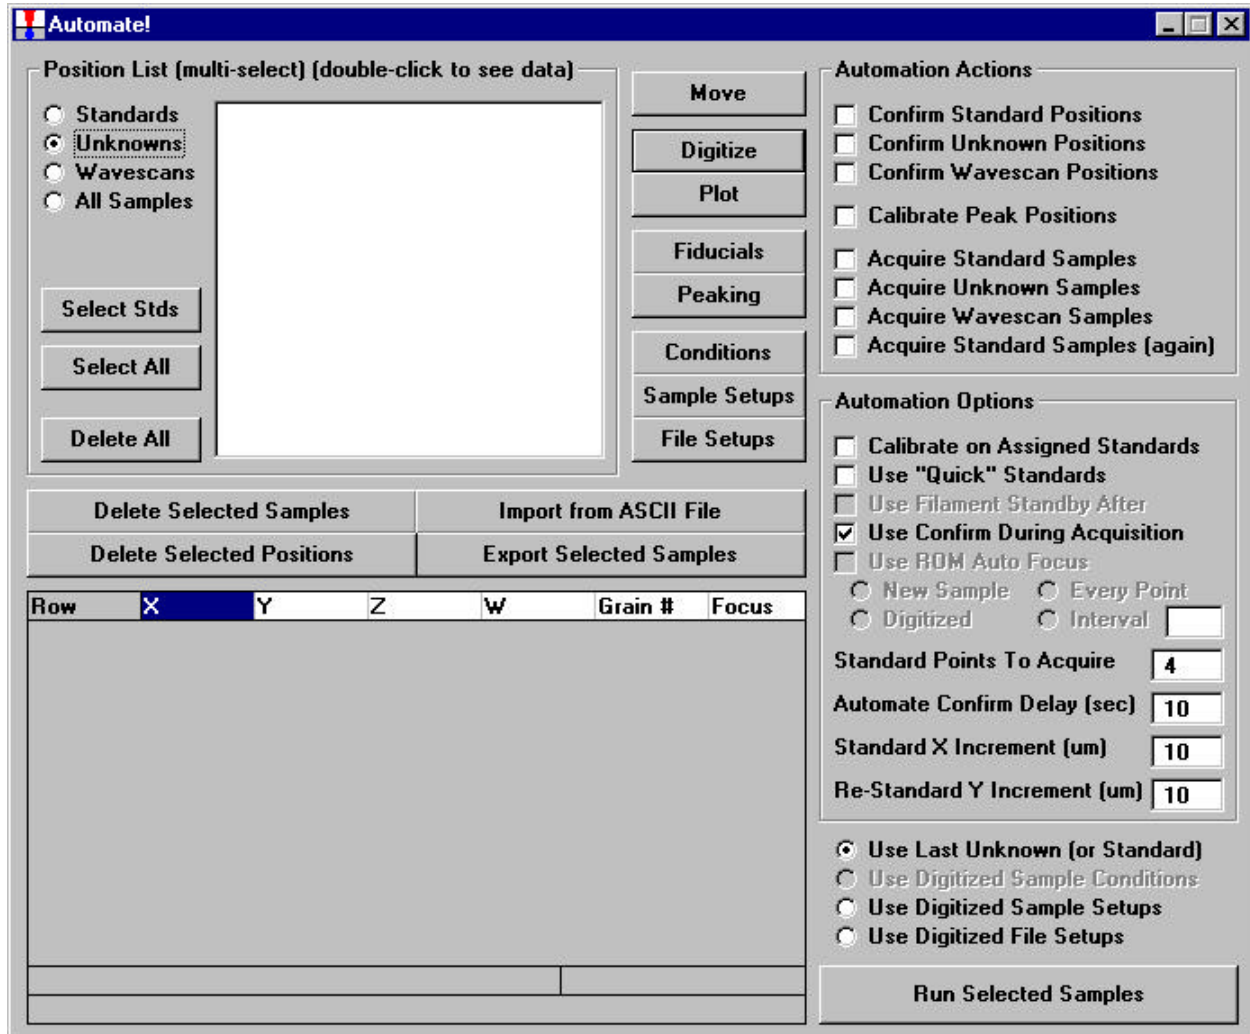 Automate!
Position List (multi-select) (double-click to see data)
Standards
Unknowns
Wavescans
All Samples
Select Stds
Select All
Delete All
Move
Digitize
Plot
Fiducials
Peaking
Conditions
Sample Setups
File Setups
Delete Selected Samples
Import from ASCII File
Delete Selected Positions
Export Selected Samples
Row X Y Z W Grain # Focus
Automation Actions
Confirm Standard Positions
Confirm Unknown Positions
Confirm Wavescan Positions
Calibrate Peak Positions
Acquire Standard Samples
Acquire Unknown Samples
Acquire Wavescan Samples
Acquire Standard Samples (again)
Automation Options
Calibrate on Assigned Standards
Use "Quick" Standards
Use Filament Standby After
Use Confirm During Acquisition
Use ROM Auto Focus
New Sample Every Point
Digitized Interval
Standard Points To Acquire 4
Automate Confirm Delay (sec) 10
Standard X Increment (um) 10
Re-Standard Y Increment (um) 10
Use Last Unknown (or Standard)
Use Digitized Sample Conditions
Use Digitized Sample Setups
Use Digitized File Setups
Run Selected Samples